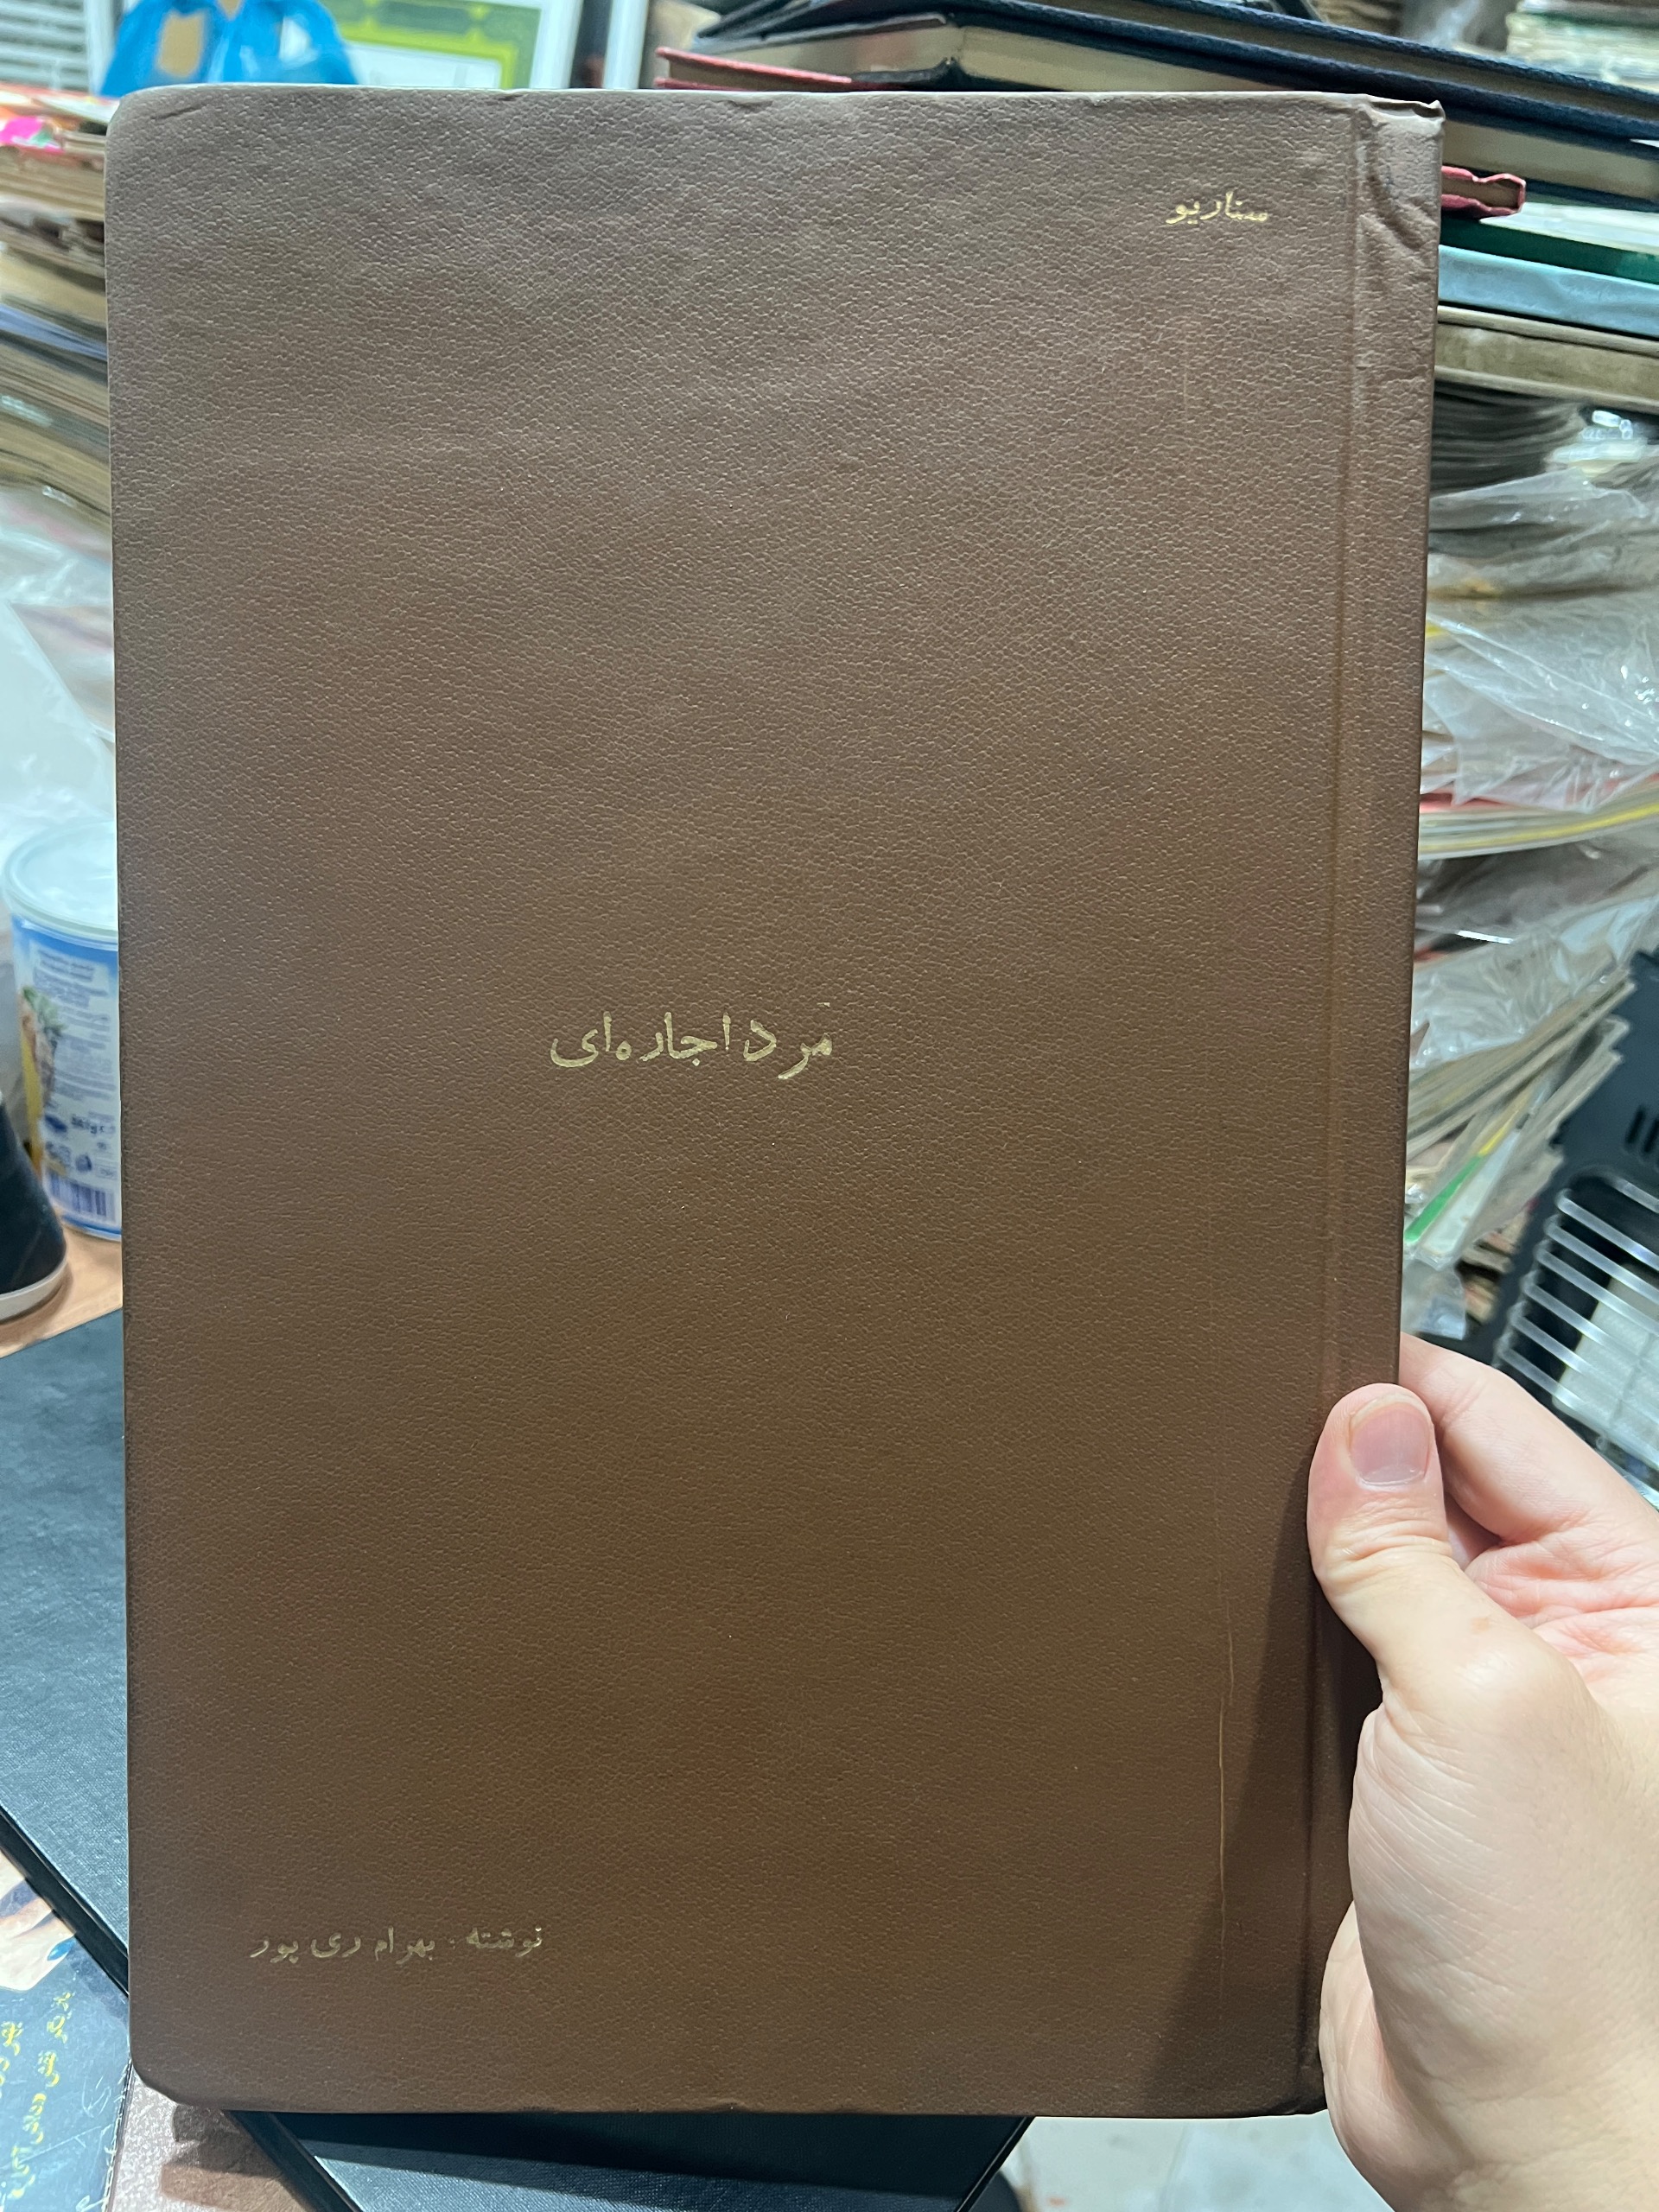 سناریو
مرد اجاره‌ای
نوشته : بهرام ری پور